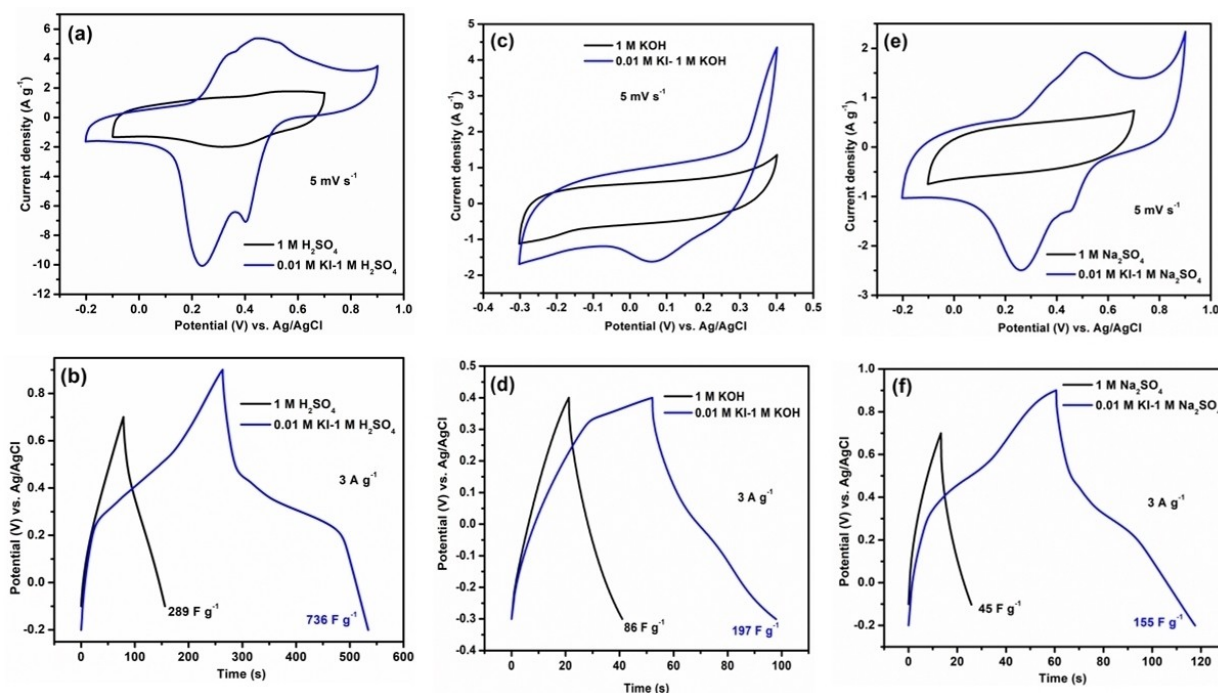 (a)
Current density (A g⁻¹)
6
4
2
0
-2
-4
-6
-8
-10
-12
5 mV s⁻¹
1 M H₂SO₄
0.01 M KI-1 M H₂SO₄
-0.2 0.0 0.2 0.4 0.6 0.8 1.0
Potential (V) vs. Ag/AgCl
(c)
Current density (A g⁻¹)
5
4
3
2
1
0
-1
-2
1 M KOH
0.01 M KI- 1 M KOH
5 mV s⁻¹
-0.5 -0.4 -0.3 -0.2 -0.1 0.0 0.1 0.2 0.3 0.4 0.5
Potential (V) vs. Ag/AgCl
(e)
Current density (A g⁻¹)
2
1
0
-1
-2
-3
5 mV s⁻¹
1 M Na₂SO₄
0.01 M KI-1 M Na₂SO₄
-0.2 0.0 0.2 0.4 0.6 0.8 1.0
Potential (V) vs. Ag/AgCl
(b)
Potential (V) vs. Ag/AgCl
0.8
0.6
0.4
0.2
0.0
-0.2
1 M H₂SO₄
0.01 M KI-1 M H₂SO₄
3 A g⁻¹
289 F g⁻¹
736 F g⁻¹
0 100 200 300 400 500 600
Time (s)
(d)
Potential (V) vs. Ag/AgCl
0.5
0.4
0.3
0.2
0.1
0.0
-0.1
-0.2
-0.3
-0.4
1 M KOH
0.01 M KI-1 M KOH
3 A g⁻¹
86 F g⁻¹
197 F g⁻¹
0 20 40 60 80 100
Time (s)
(f)
Potential (V) vs. Ag/AgCl
1.0
0.8
0.6
0.4
0.2
0.0
-0.2
-0.4
1 M Na₂SO₄
0.01 M KI-1 M Na₂SO₄
3 A g⁻¹
45 F g⁻¹
155 F g⁻¹
0 20 40 60 80 100 120
Time (s)